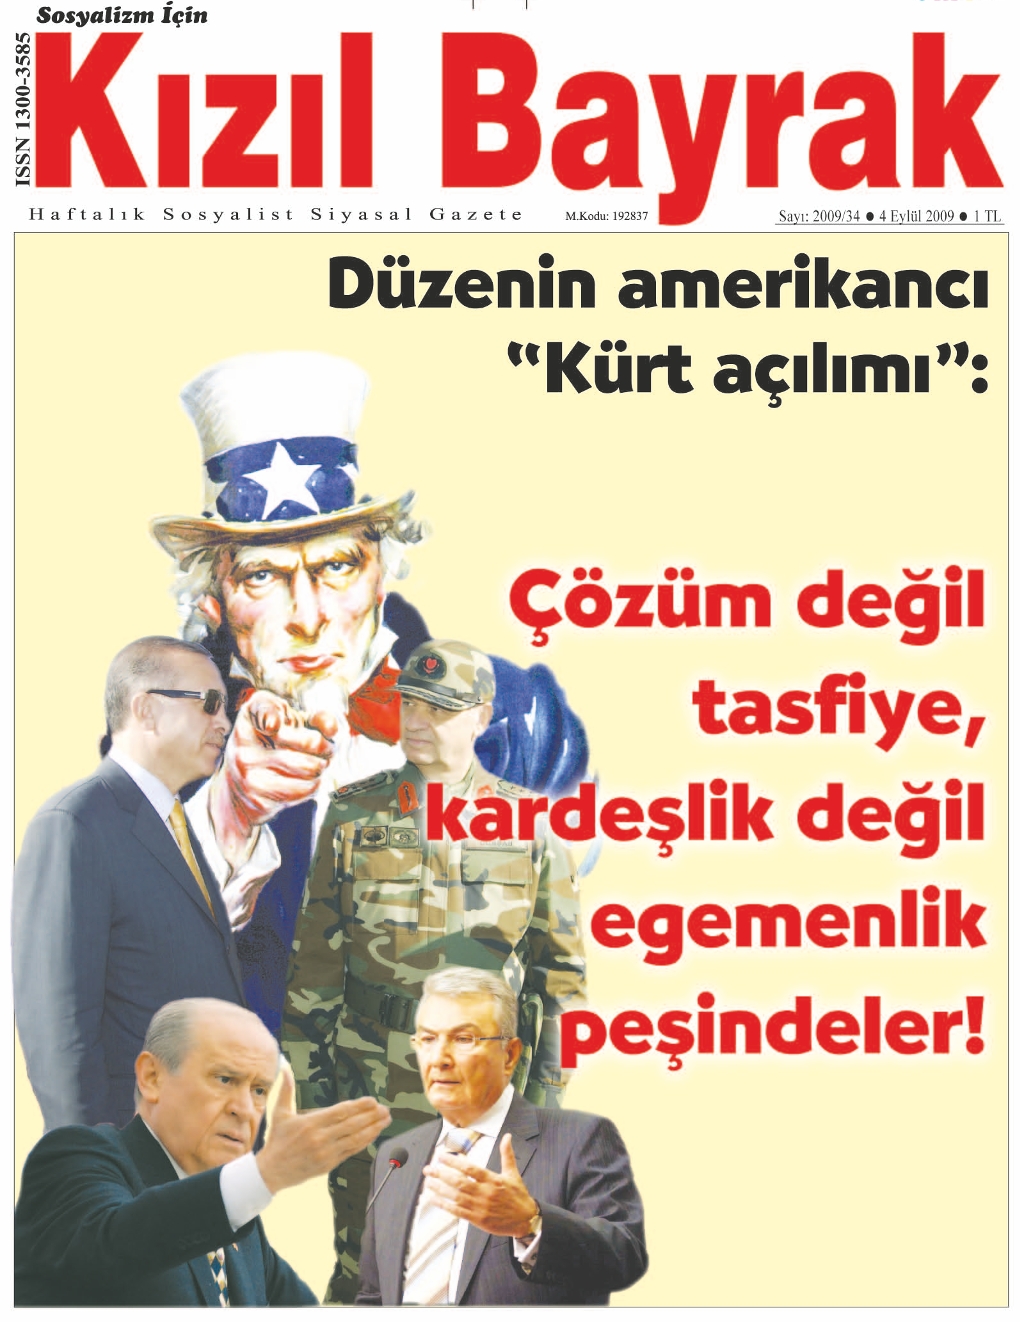 Sosyalizm İçin
ISSN 1300-3585
Kızıl Bayrak
Haftalık Sosyalist Siyasal Gazete M.Kodu: 192837 Sayı: 2009/34 ● 4 Eylül 2009 ● 1 TL
Düzenin amerikancı
“Kürt açılımı”:
Çözüm değil
tasfiye,
kardeşlik değil
egemenlik
peşindeler!